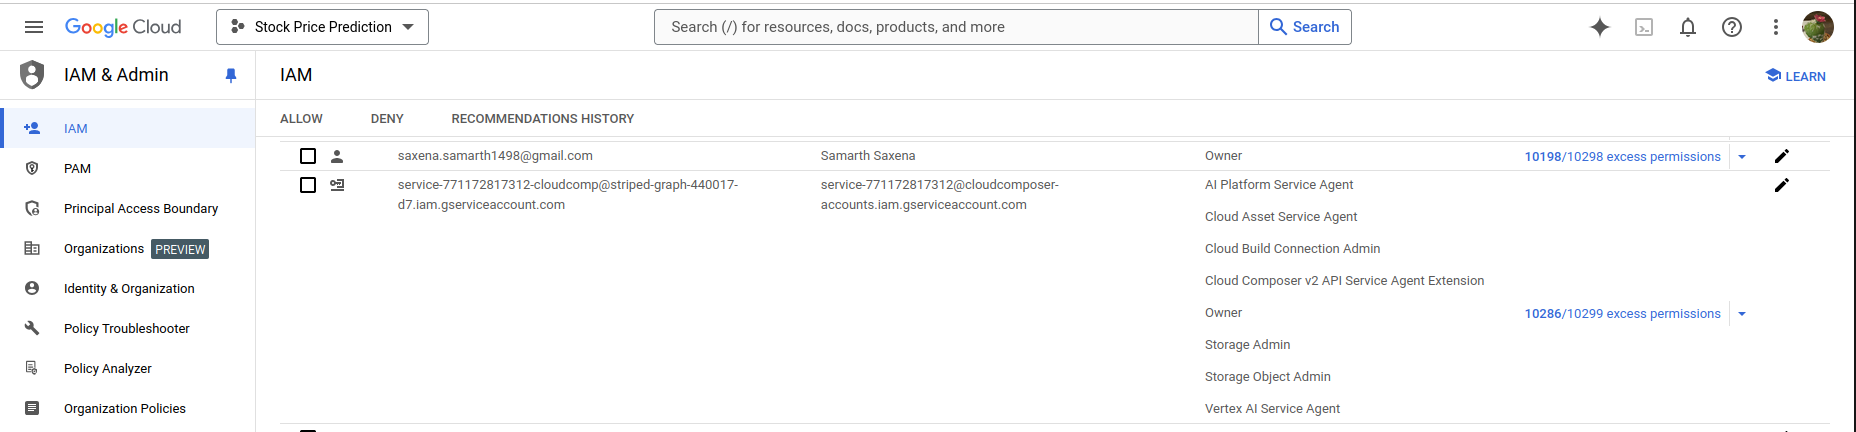 Google Cloud
Stock Price Prediction
Search (/) for resources, docs, products, and more
Search
IAM & Admin
IAM
LEARN
IAM
PAM
Principal Access Boundary
Organizations PREVIEW
Identity & Organization
Policy Troubleshooter
Policy Analyzer
Organization Policies
ALLOW DENY RECOMMENDATIONS HISTORY
saxena.samarth1498@gmail.com Samarth Saxena Owner 10198/10298 excess permissions
service-771172817312-cloudcomp@striped-graph-440017-
d7.iam.gserviceaccount.com
service-771172817312@cloudcomposer-
accounts.iam.gserviceaccount.com
AI Platform Service Agent
Cloud Asset Service Agent
Cloud Build Connection Admin
Cloud Composer v2 API Service Agent Extension
Owner 10286/10299 excess permissions
Storage Admin
Storage Object Admin
Vertex AI Service Agent